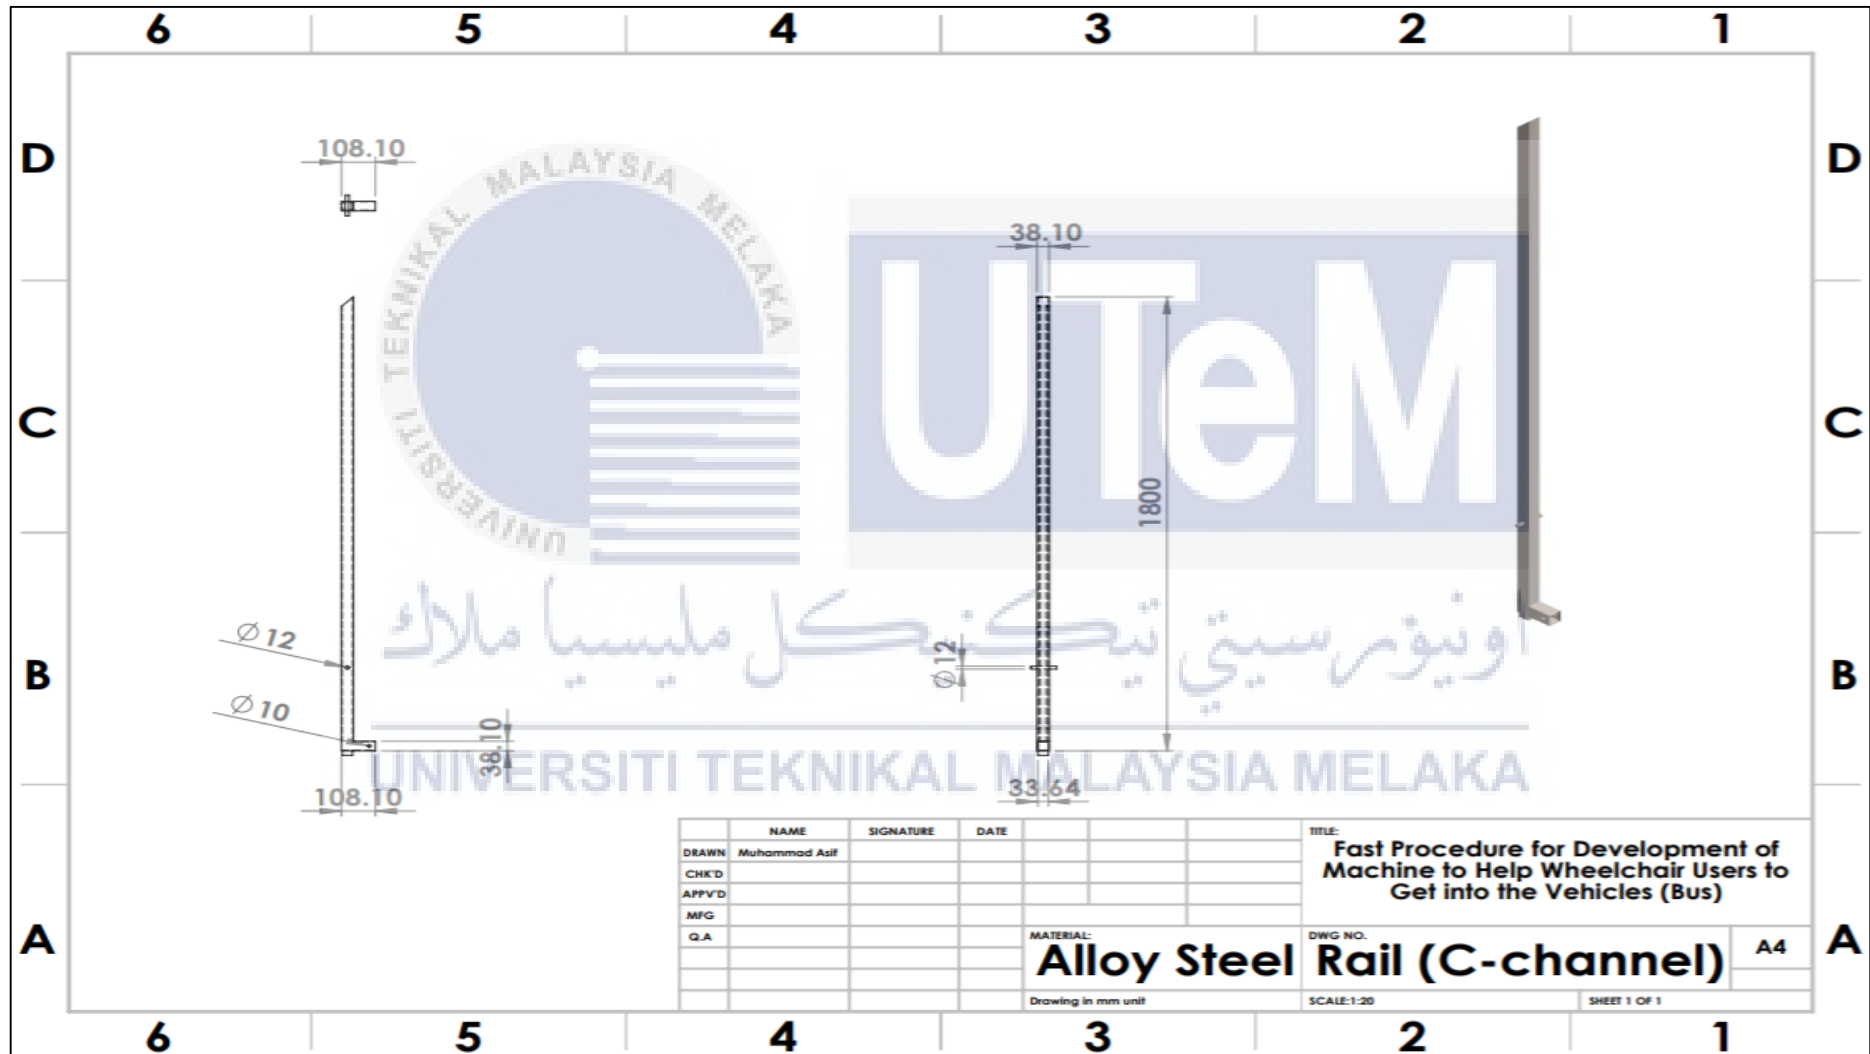 6 5 4 3 2 1
D D
108.10
UNIVERSITI TEKNIKAL MALAYSIA MELAKA
38.10
UTeM
C C
1800
اونيۏرسيتي تيكنيكل مليسيا ملاك
Ø 12
Ø 12
B B
Ø 10
38.10
UNIVERSITI TEKNIKAL MALAYSIA MELAKA
108.10
33.64
NAME SIGNATURE DATE
DRAWN Muhammad Asif
CHK'D
APPV'D
MFG
Q.A
TITLE:
Fast Procedure for Development of
Machine to Help Wheelchair Users to
Get into the Vehicles (Bus)
MATERIAL:
Alloy Steel
DWG NO.
Rail (C-channel)
A4
A A
Drawing in mm unit
SCALE:1:20
SHEET 1 OF 1
6 5 4 3 2 1